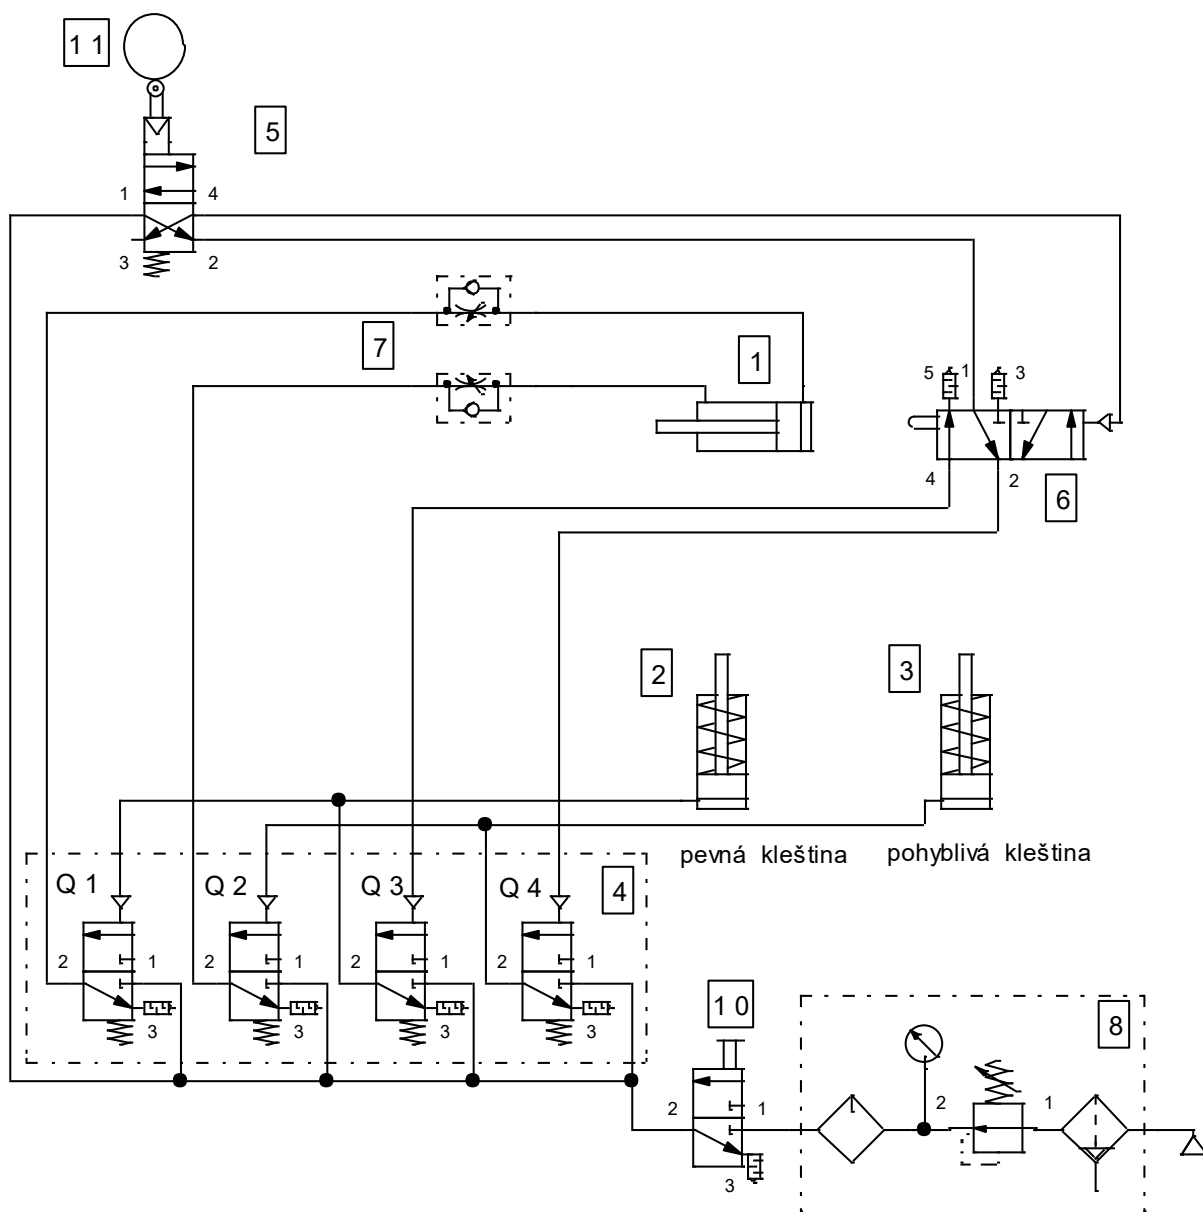 1 1
5
1 4
3 2
7
1
5 1 3
4 2
6
2
3
pevná kleština
pohyblivá kleština
Q 1
Q 2
Q 3
Q 4
4
2 1 2 1 2 1 2 1
3 3 3 3
1 0
8
2 1
2 1
3